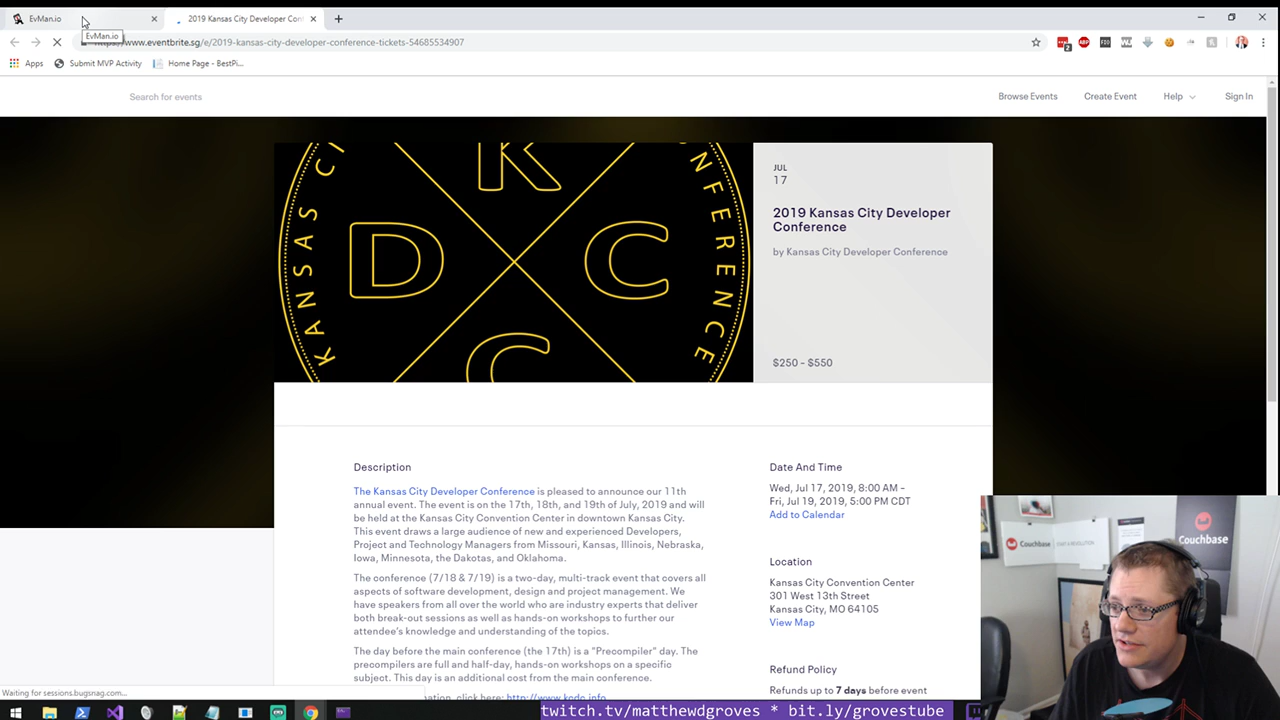 EvMan.io
2019 Kansas City Developer Con
EvMan.io
www.eventbrite.sg/e/2019-kansas-city-developer-conference-tickets-54685534907
Apps
Submit MVP Activity
Home Page - BestPl...
Search for events
Browse Events
Create Event
Help
Sign In
KANSAS C
NFERENCE
K
D
C
C
JUL
17
2019 Kansas City Developer
Conference
by Kansas City Developer Conference
$250 – $550
Description
The Kansas City Developer Conference is pleased to announce our 11th
annual event. The event is on the 17th, 18th, and 19th of July, 2019 and will
be held at the Kansas City Convention Center in downtown Kansas City.
This event draws a large audience of new and experienced Developers,
Project and Technology Managers from Missouri, Kansas, Illinois, Nebraska,
Iowa, Minnesota, the Dakotas, and Oklahoma.
The conference (7/18 & 7/19) is a two-day, multi-track event that covers all
aspects of software development, design and project management. We
have speakers from all over the world who are industry experts that deliver
both break-out sessions as well as hands-on workshops to further our
attendee's knowledge and understanding of the topics.
The day before the main conference (the 17th) is a "Precompiler" day. The
precompilers are full and half-day, hands-on workshops on a specific
subject. This day is an additional cost from the main conference.
click here: http://www.kcdc.info
Date And Time
Wed, Jul 17, 2019, 8:00 AM –
Fri, Jul 19, 2019, 5:00 PM CDT
Add to Calendar
Location
Kansas City Convention Center
301 West 13th Street
Kansas City, MO 64105
View Map
Refund Policy
Refunds up to 7 days before event
Couchbase
Couchbase
Waiting for sessions.bugsnag.com...
twitch.tv/matthewdgroves * bit.ly/grovestube